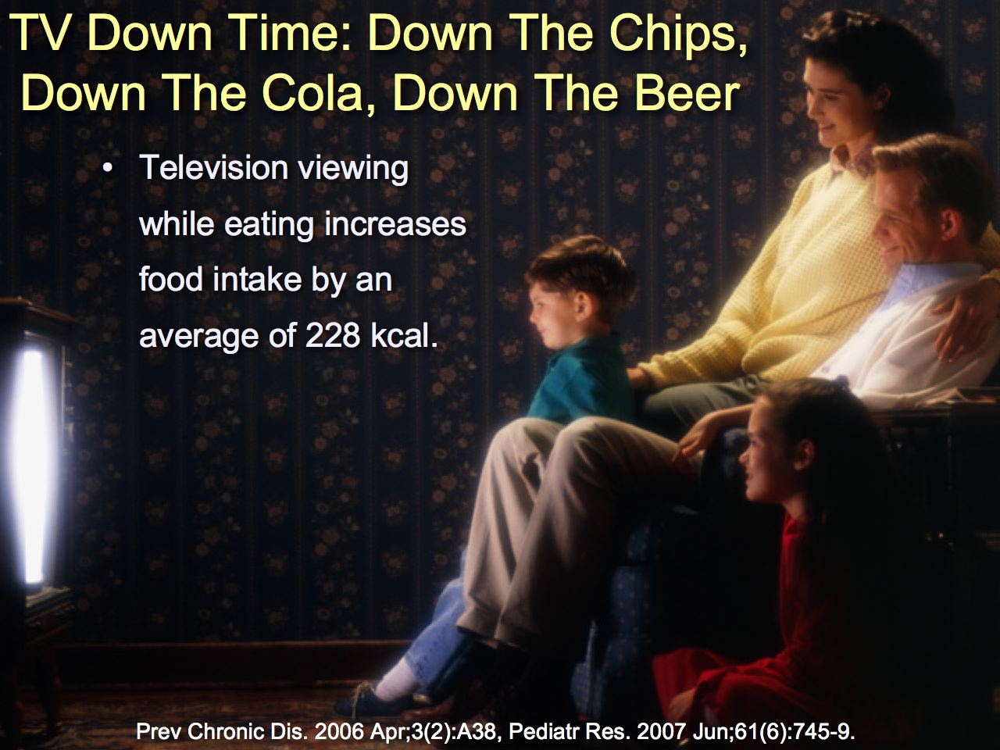 TV Down Time: Down The Chips,
Down The Cola, Down The Beer
• Television viewing
while eating increases
food intake by an
average of 228 kcal.
Prev Chronic Dis. 2006 Apr;3(2):A38, Pediatr Res. 2007 Jun;61(6):745-9.